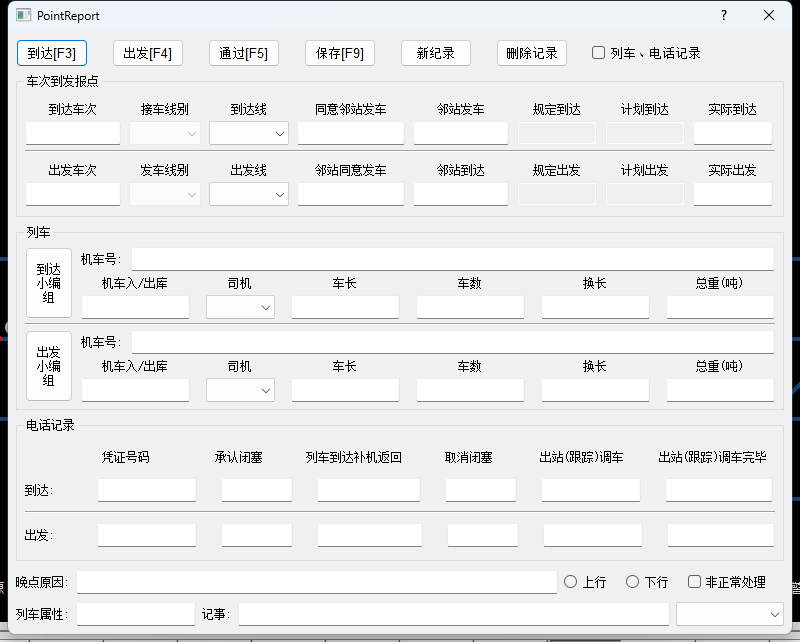 PointReport
到达[F3] 出发[F4] 通过[F5] 保存[F9] 新纪录 删除记录 列车、电话记录
车次到发报点
到达车次 接车线别 到达线 同意邻站发车 邻站发车 规定到达 计划到达 实际到达
出发车次 发车线别 出发线 邻站同意发车 邻站到达 规定出发 计划出发 实际出发
列车
到达小编组
机车号:
机车入/出库 司机 车长 车数 换长 总重(吨)
出发小编组
机车号:
机车入/出库 司机 车长 车数 换长 总重(吨)
电话记录
凭证号码 承认闭塞 列车到达补机返回 取消闭塞 出站(跟踪)调车 出站(跟踪)调车完毕
到达:
出发:
晚点原因: 上行 下行 非正常处理
列车属性: 记事: